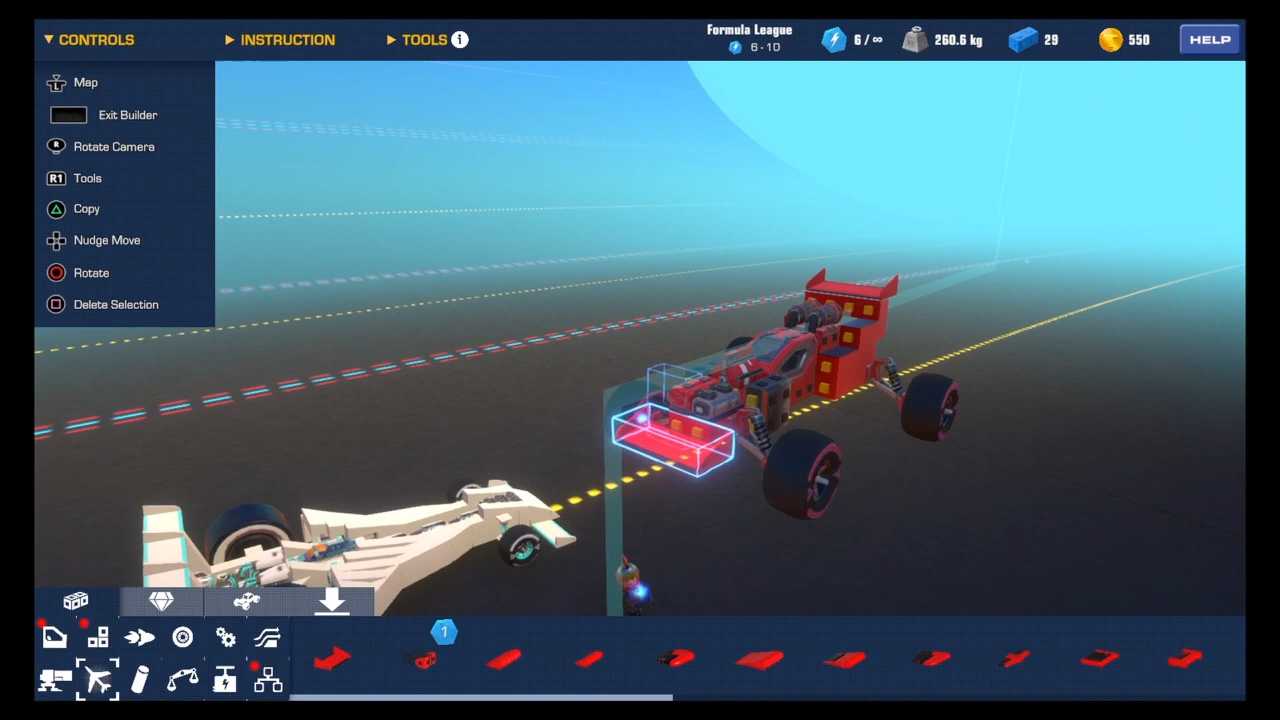 CONTROLS
INSTRUCTION
TOOLS i
Formula League
6 - 10
6 / ∞
260.6 kg
29
550
HELP
L Map
Exit Builder
R Rotate Camera
R1 Tools
Copy
Nudge Move
Rotate
Delete Selection
1